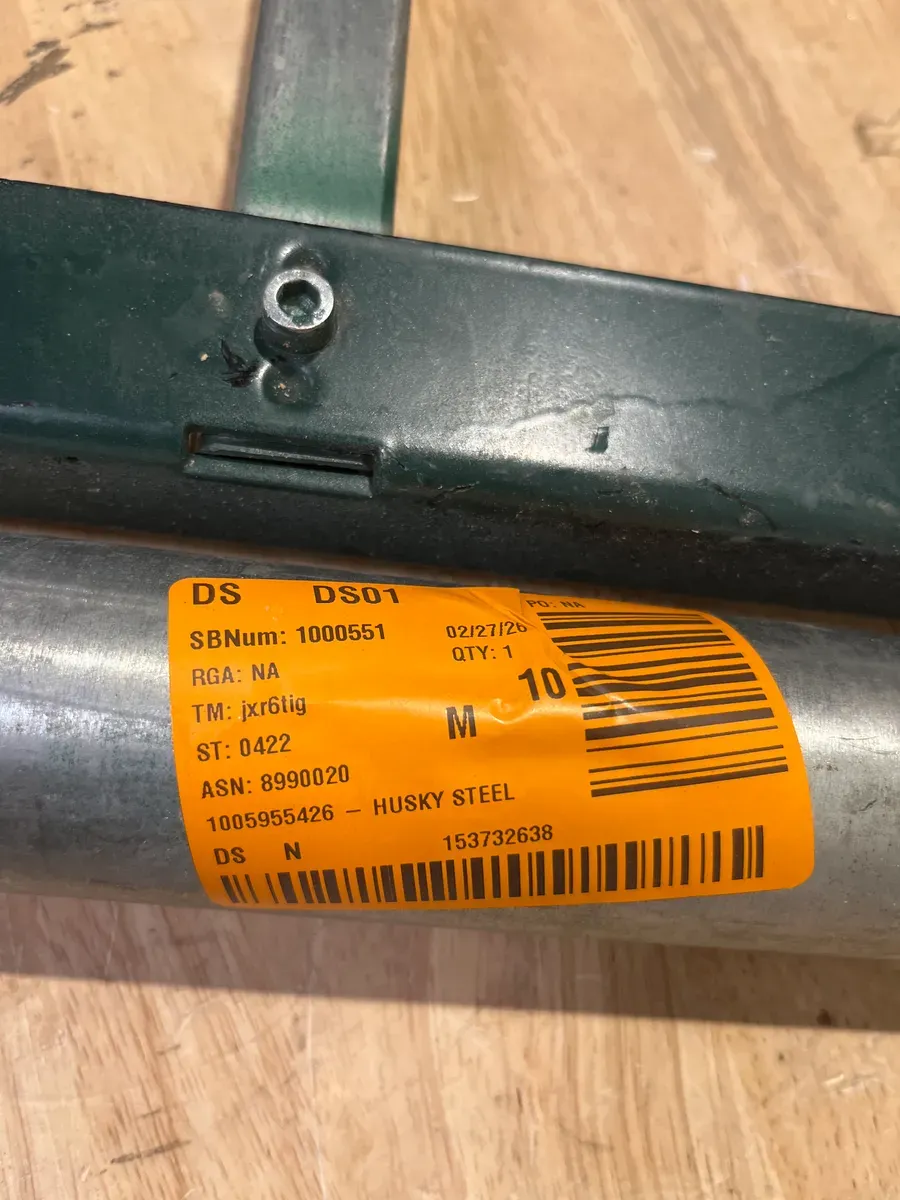 DS DS01
SBNum: 1000551 02/27/26
RGA: NA QTY: 1
TM: jxr6tig
ST: 0422
M 10
ASN: 8990020
1005955426 – HUSKY STEEL
DS N 153732638
PO: NA